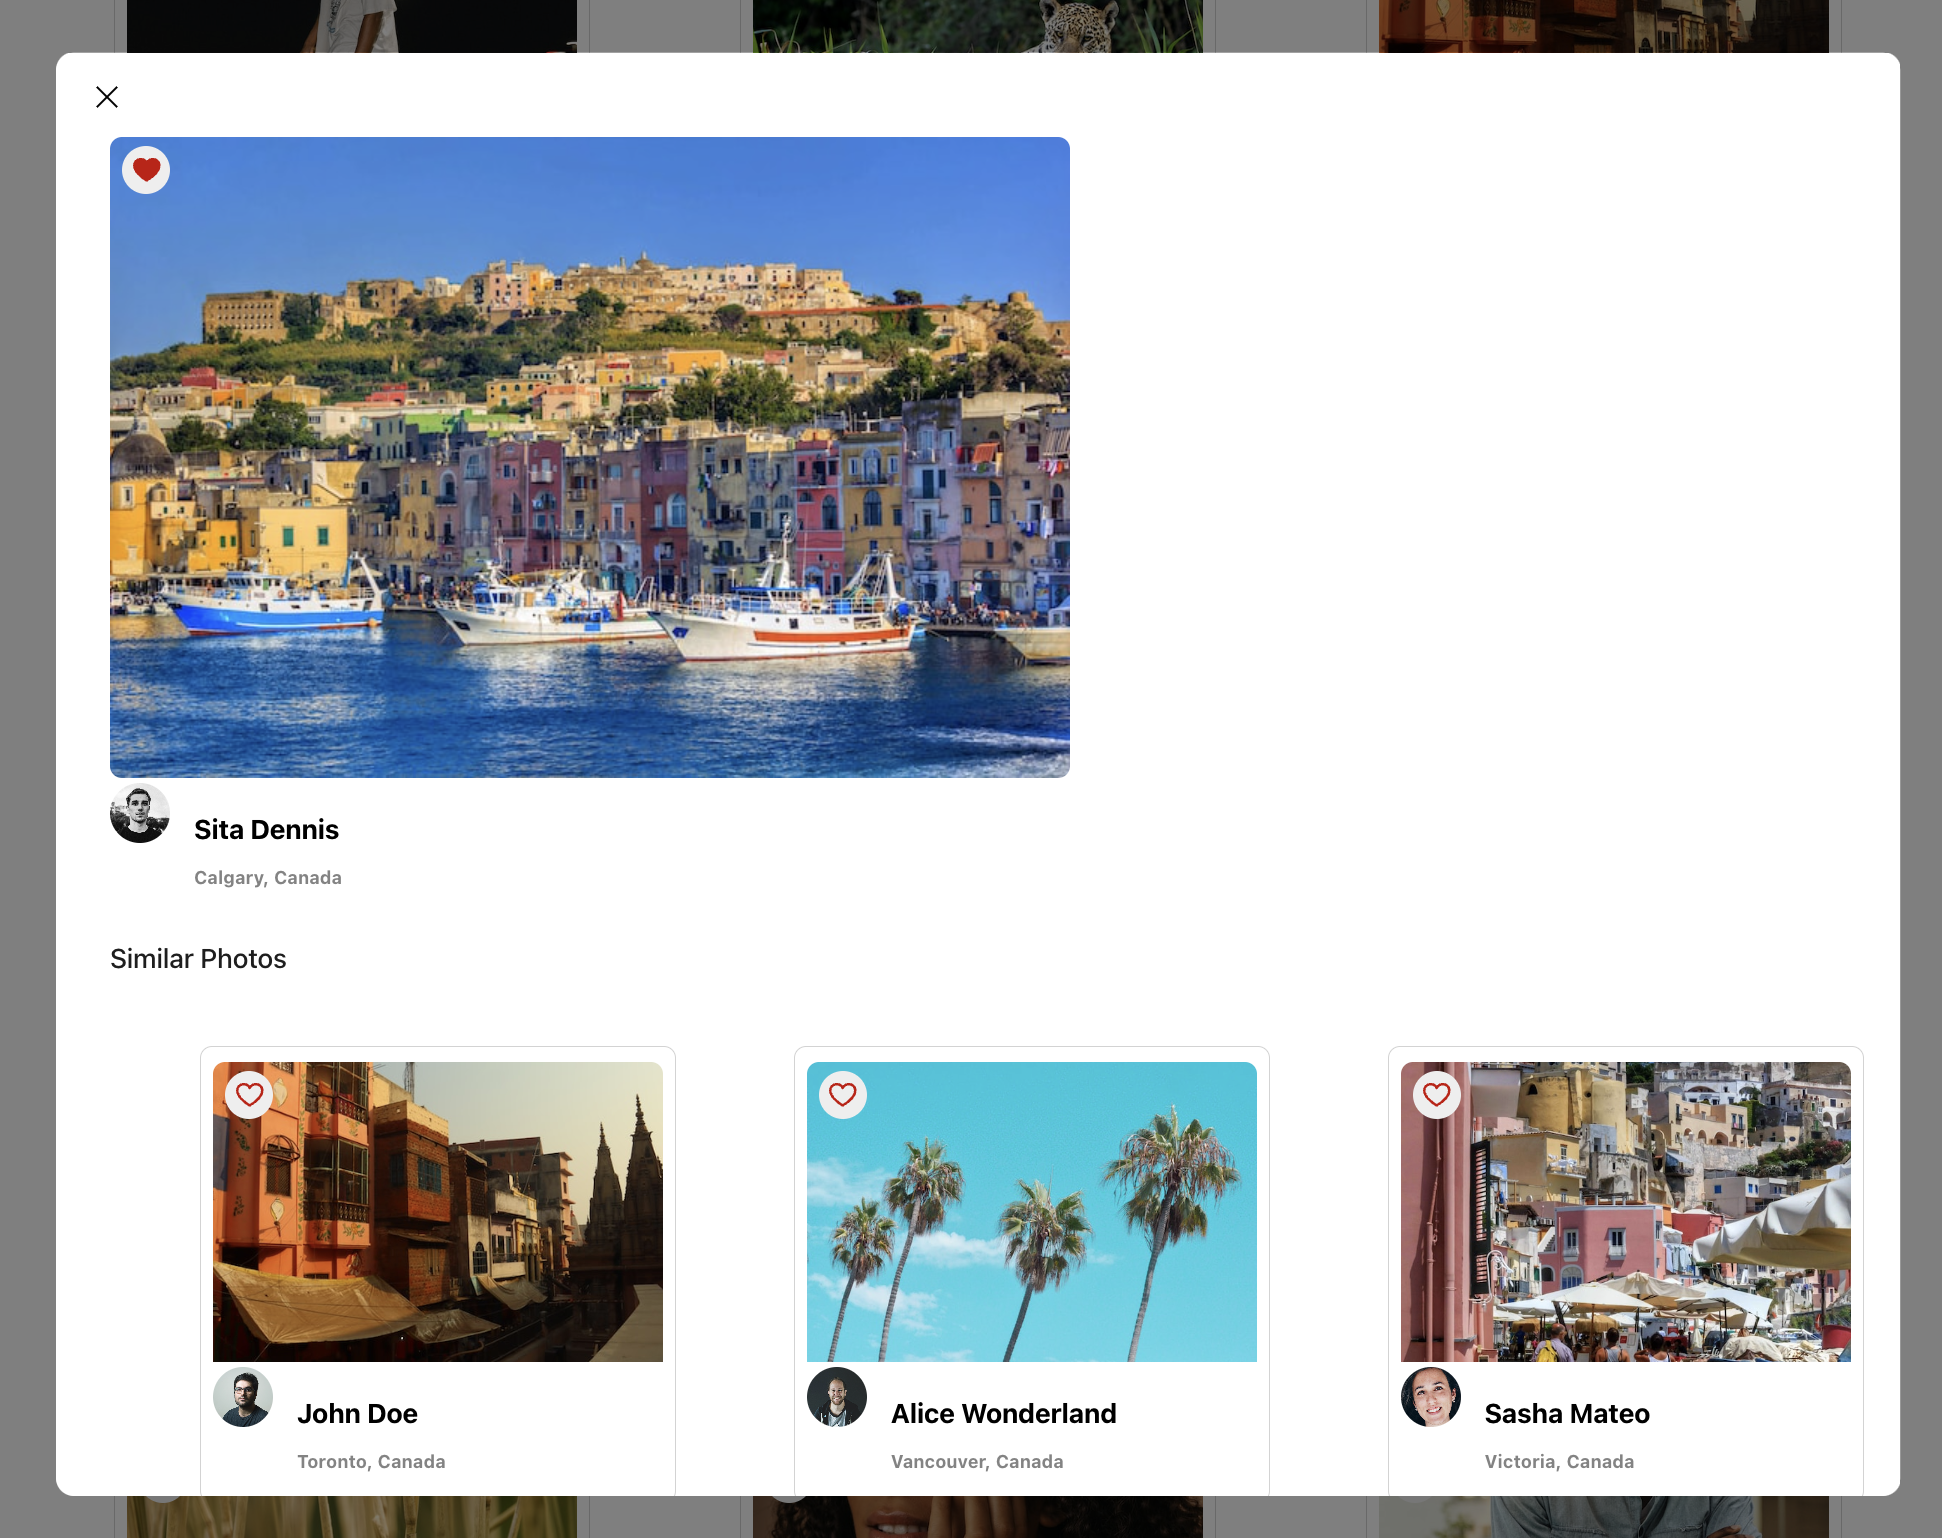 Sita Dennis
Calgary, Canada
Similar Photos
John Doe
Toronto, Canada
Alice Wonderland
Vancouver, Canada
Sasha Mateo
Victoria, Canada